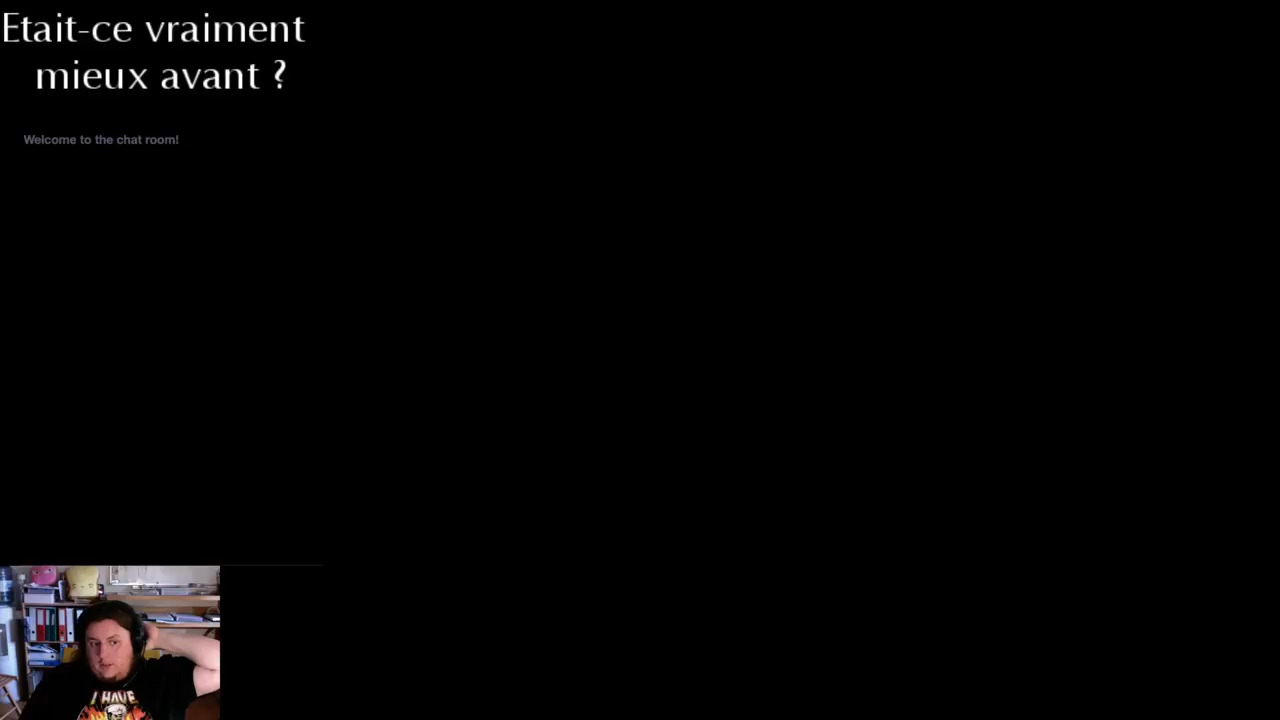 Etait-ce vraiment
mieux avant ?
Welcome to the chat room!
I HAVE